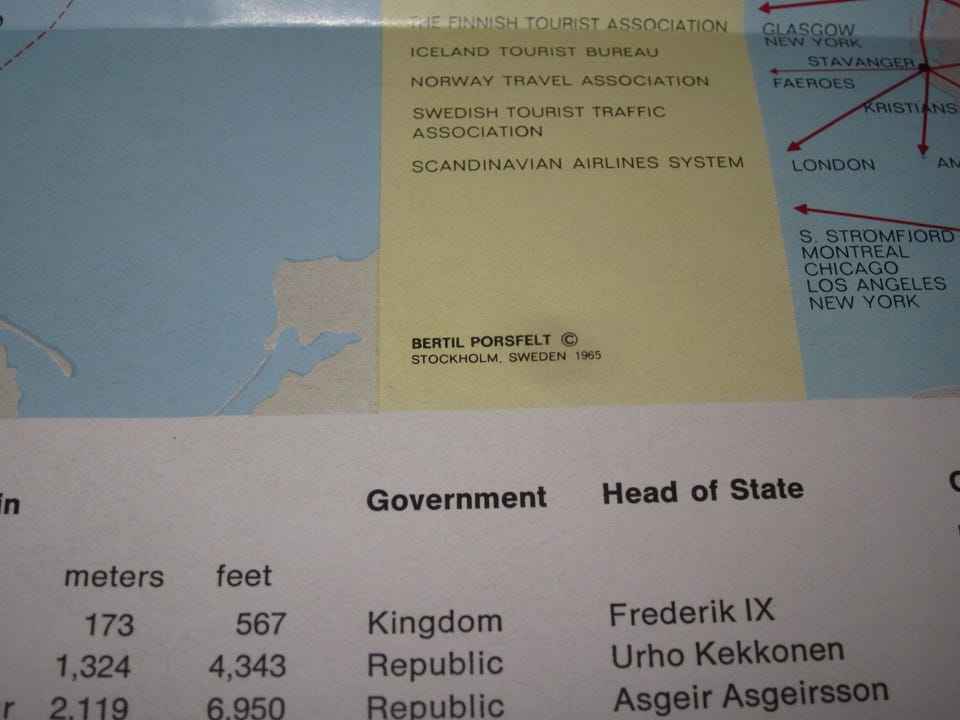 THE FINNISH TOURIST ASSOCIATION
ICELAND TOURIST BUREAU
NORWAY TRAVEL ASSOCIATION
SWEDISH TOURIST TRAFFIC
ASSOCIATION
SCANDINAVIAN AIRLINES SYSTEM
BERTIL PORSFELT ©
STOCKHOLM, SWEDEN 1965
GLASGOW
NEW YORK
STAVANGER
FAEROES
KRISTIANS
LONDON
AM
S. STROMFJORD
MONTREAL
CHICAGO
LOS ANGELES
NEW YORK
in Government Head of State
meters feet
173 567 Kingdom Frederik IX
1,324 4,343 Republic Urho Kekkonen
r 2,119 6,950 Republic Asgeir Asgeirsson